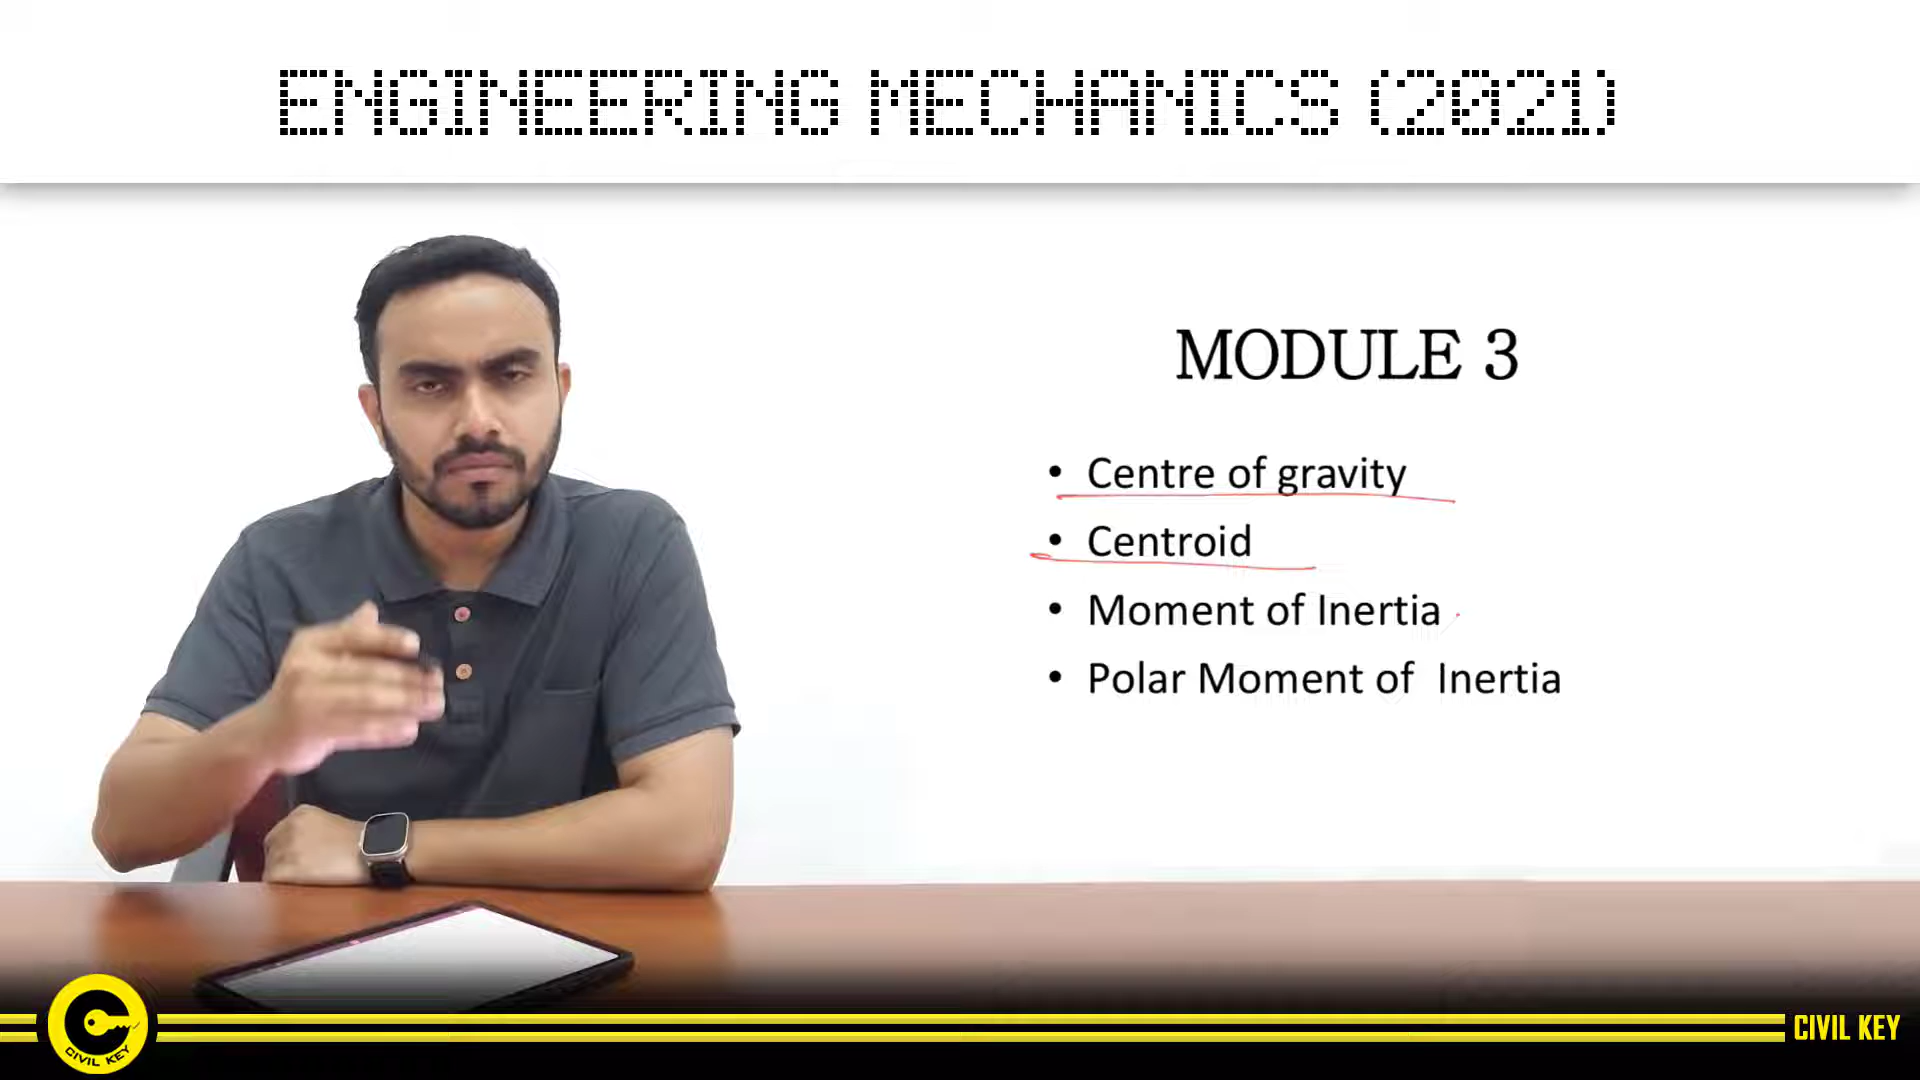 ENGINEERING MECHANICS (2021)
MODULE 3
• Centre of gravity
• Centroid
• Moment of Inertia
• Polar Moment of Inertia
CIVIL KEY
CIVIL KEY